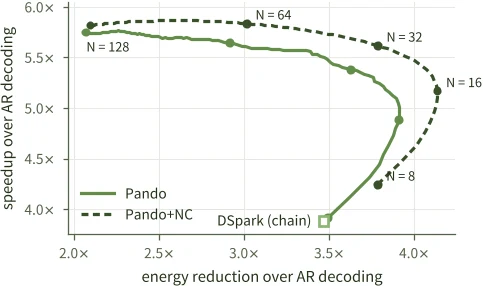 6.0×
5.5×
5.0×
4.5×
4.0×
speedup over AR decoding
N = 64
N = 32
N = 128
N = 16
N = 8
Pando
Pando+NC
DSpark (chain)
2.0×
2.5×
3.0×
3.5×
4.0×
energy reduction over AR decoding